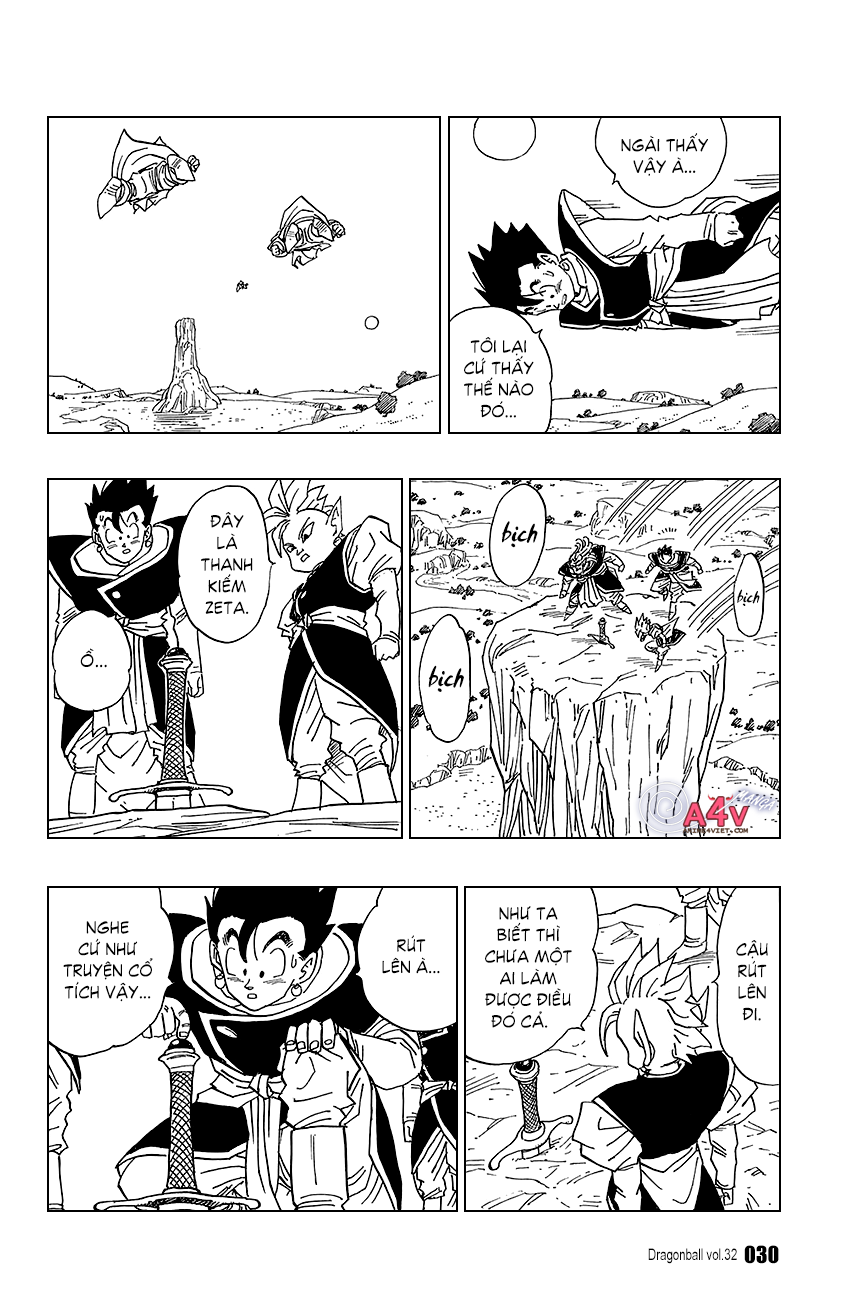 NGÀI THẤY
VẬY À...
TÔI LẠI
CỨ THẤY
THẾ NÀO
ĐÓ...
bịch
bịch
bịch
ĐÂY
LÀ
THANH
KIẾM
ZETA.
Ồ...
CẬU
RÚT
LÊN
ĐI.
NHƯ TA
BIẾT THÌ
CHƯA MỘT
AI LÀM
ĐƯỢC ĐIỀU
ĐÓ CẢ.
RÚT
LÊN À...
NGHE
CỨ NHƯ
TRUYỆN CỔ
TÍCH VẬY...
A4V
ANIME4VIET.COM
Dragonball vol.32 030